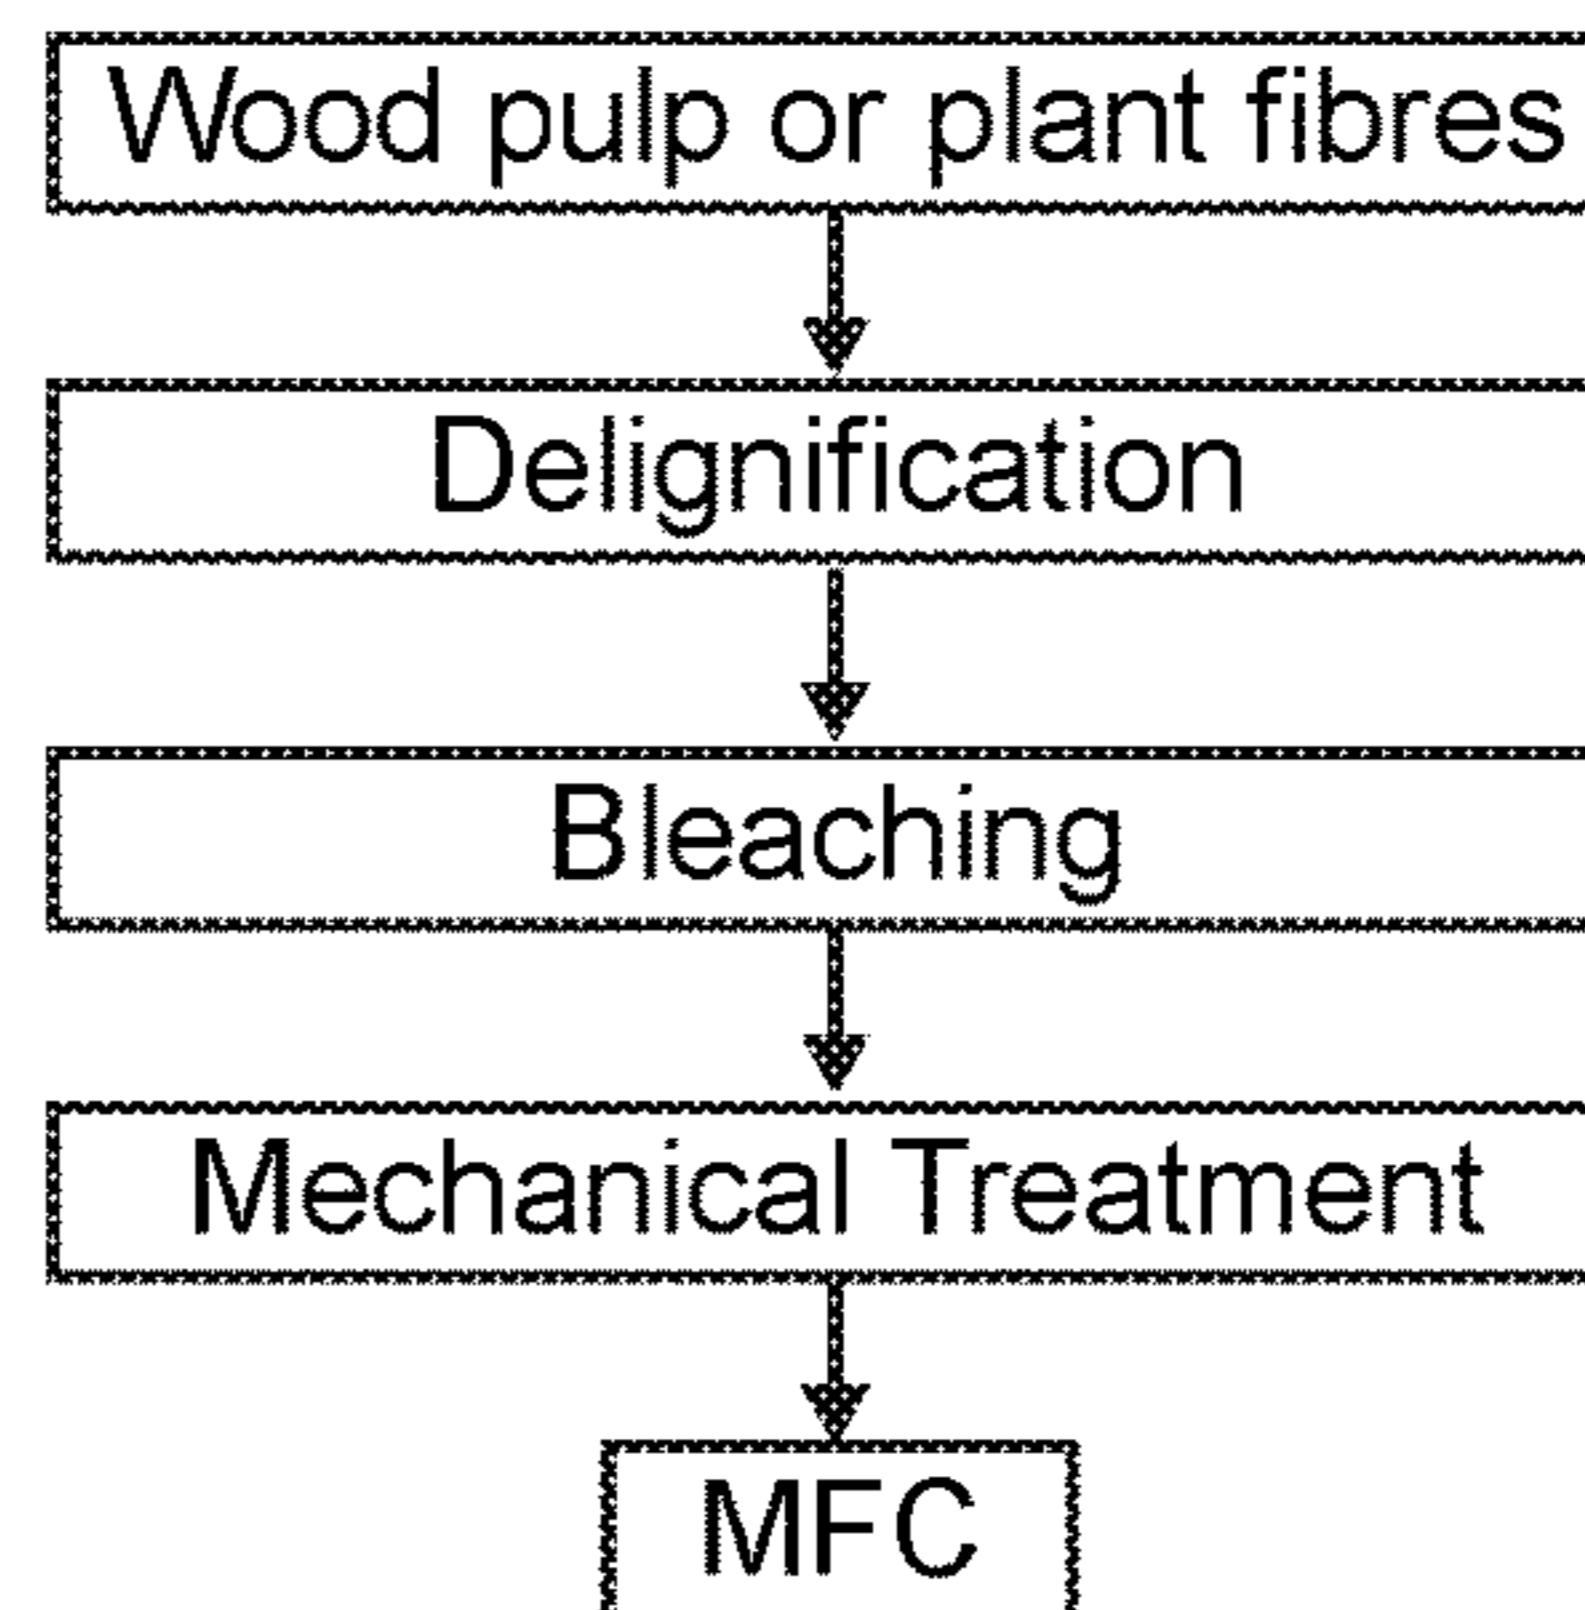 Wood pulp or plant fibres
Delignification
Bleaching
Mechanical Treatment
MFC